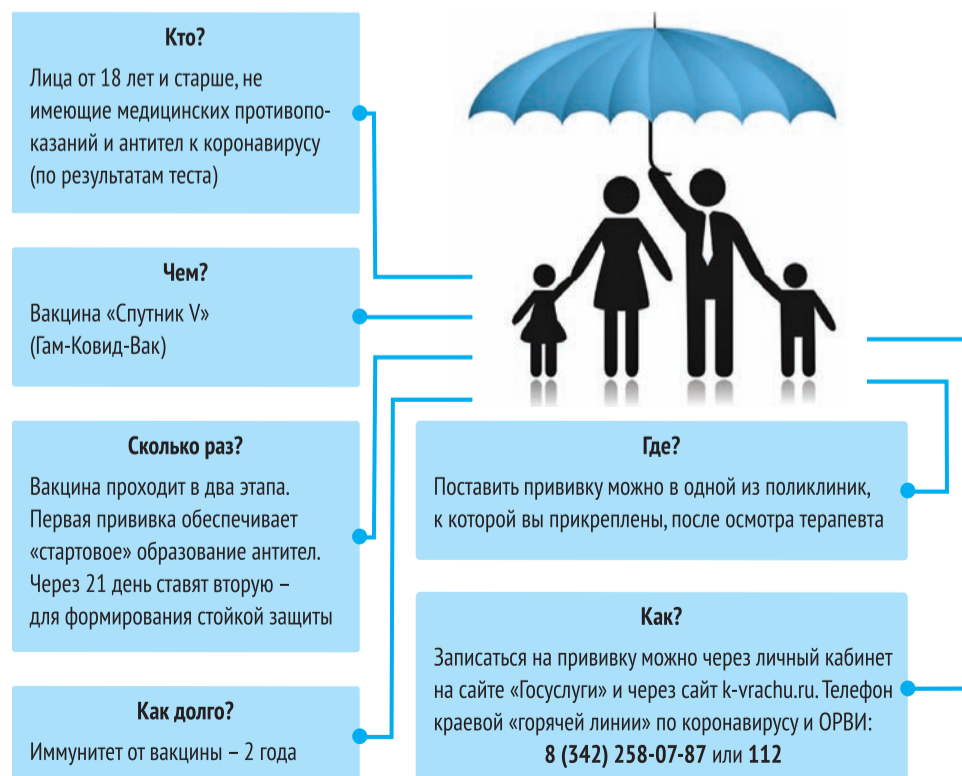 Кто?
Лица от 18 лет и старше, не
имеющие медицинских противопо-
казаний и антител к коронавирусу
(по результатам теста)
Чем?
Вакцина «Спутник V»
(Гам-Ковид-Вак)
Сколько раз?
Вакцина проходит в два этапа.
Первая прививка обеспечивает
«стартовое» образование антител.
Через 21 день ставят вторую –
для формирования стойкой защиты
Как долго?
Иммунитет от вакцины – 2 года
Где?
Поставить прививку можно в одной из поликлиник,
к которой вы прикреплены, после осмотра терапевта
Как?
Записаться на прививку можно через личный кабинет
на сайте «Госуслуги» и через сайт k-vrachu.ru. Телефон
краевой «горячей линии» по коронавирусу и ОРВИ:
8 (342) 258-07-87 или 112